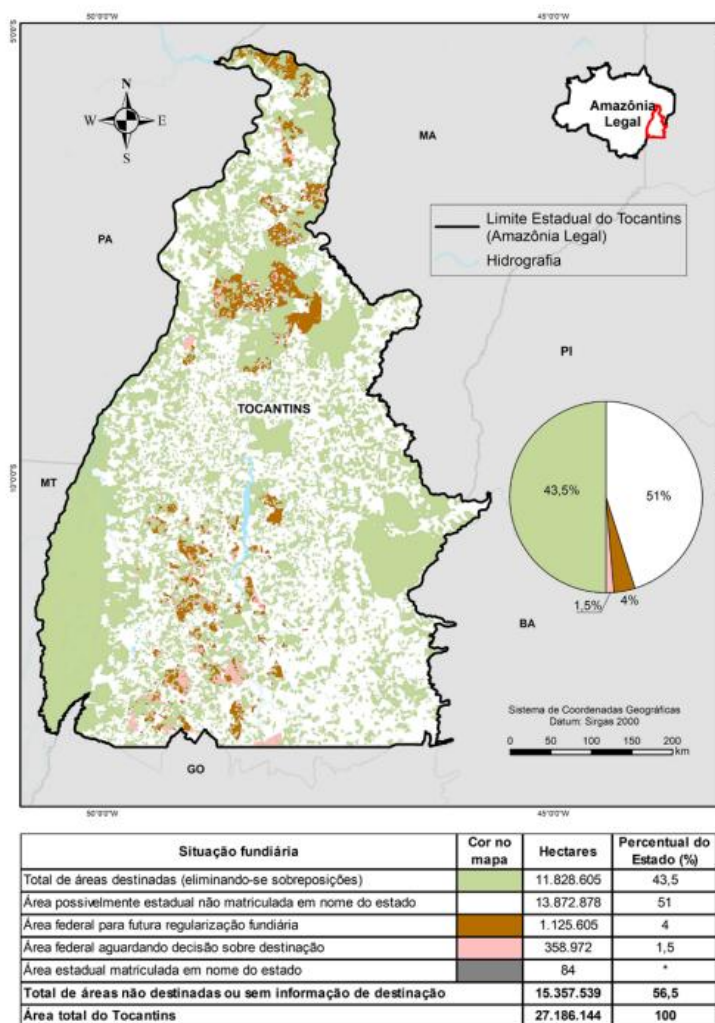 50°0'0"W 45°0'0"W
5°0'0"S
N
W E
S
Amazônia
Legal
MA
PA
Limite Estadual do Tocantins
(Amazônia Legal)
Hidrografia
PI
TOCANTINS
10°0'0"S
MT
43,5%
51%
1,5%
4%
BA
Sistema de Coordenadas Geográficas
Datum: Sirgas 2000
0 50 100 150 200
km
GO
50°0'0"W 45°0'0"W
Situação fundiária Cor no mapa Hectares Percentual do Estado (%)
Total de áreas destinadas (eliminando-se sobreposições) 11.828.605 43,5
Área possivelmente estadual não matriculada em nome do estado 13.872.878 51
Área federal para futura regularização fundiária 1.125.605 4
Área federal aguardando decisão sobre destinação 358.972 1,5
Área estadual matriculada em nome do estado 84 *
Total de áreas não destinadas ou sem informação de destinação 15.357.539 56,5
Área total do Tocantins 27.186.144 100